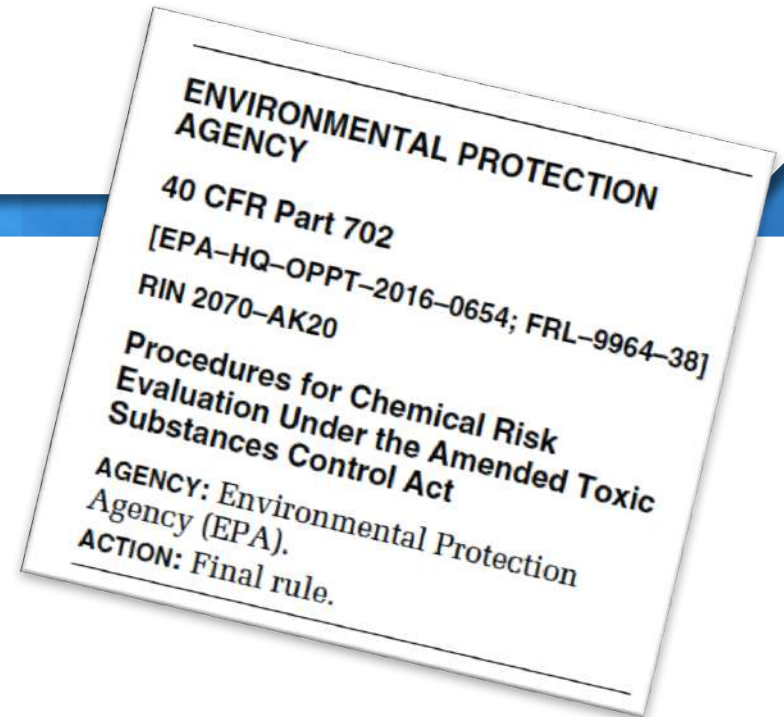 ENVIRONMENTAL PROTECTION
AGENCY
40 CFR Part 702
[EPA–HQ–OPPT–2016–0654; FRL–9964–38]
RIN 2070–AK20
Procedures for Chemical Risk
Evaluation Under the Amended Toxic
Substances Control Act
AGENCY: Environmental Protection
Agency (EPA).
ACTION: Final rule.